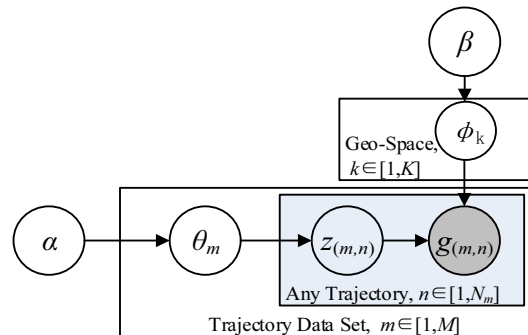 β
Geo-Space,
k∈[1,K]
ϕk
α
θm
z(m,n)
g(m,n)
Any Trajectory, n∈[1,Nm]
Trajectory Data Set, m∈[1,M]